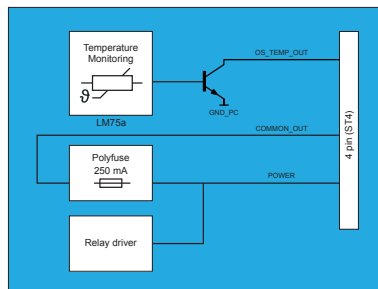 Temperature
Monitoring
ϑ
LM75a
OS_TEMP_OUT
GND_PC
COMMON_OUT
Polyfuse
250 mA
POWER
Relay driver
4 pin (ST4)